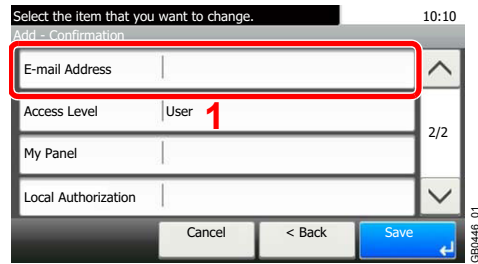 Select the item that you want to change. 10:10
Add - Confirmation
E-mail Address
Access Level User 1
2/2
My Panel
Local Authorization
Cancel < Back Save
GB0446_01